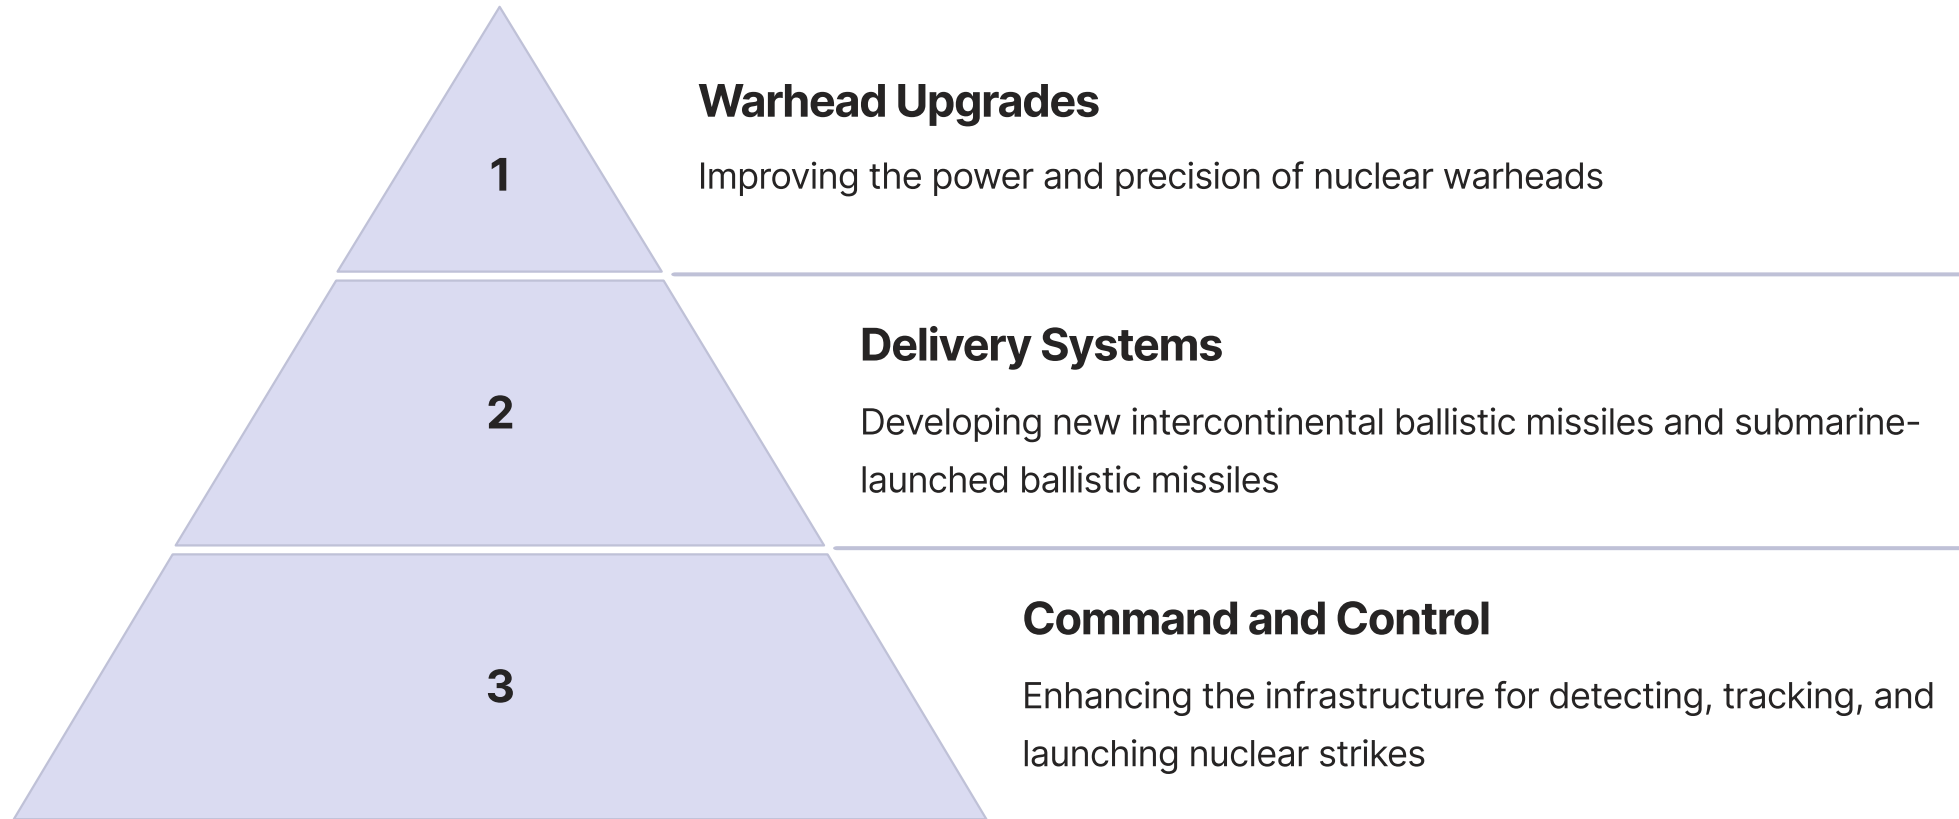 1
Warhead Upgrades
Improving the power and precision of nuclear warheads
2
Delivery Systems
Developing new intercontinental ballistic missiles and submarine-
launched ballistic missiles
3
Command and Control
Enhancing the infrastructure for detecting, tracking, and
launching nuclear strikes